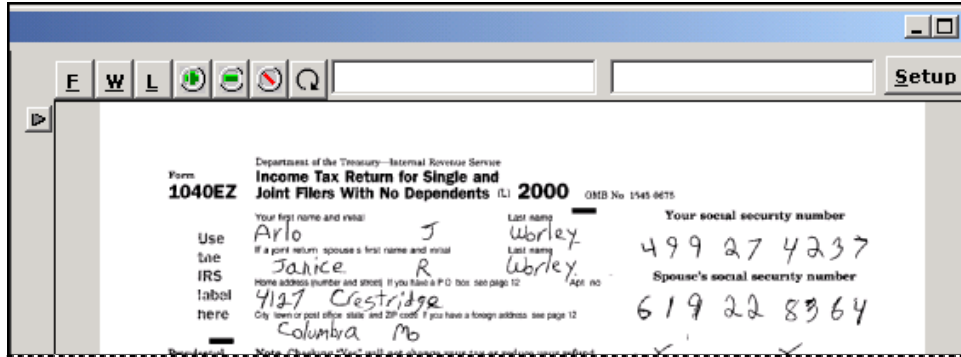 F W L Setup
Department of the Treasury—Internal Revenue Service
Form
1040EZ
Income Tax Return for Single and
Joint Filers With No Dependents (L) 2000 OMB No 1545 0675
Your first name and initial Last name Your social security number
Arlo J Worley 499 27 4237
Use the IRS label here
If a joint return spouse s first name and initial Last name Spouse's social security number
Janice R Worley 619 22 8364
Home address (number and street) If you have a P O box see page 12 Apt no
4127 Crestridge
City town or post office state and ZIP code If you have a foreign address see page 12
Columbia Mo